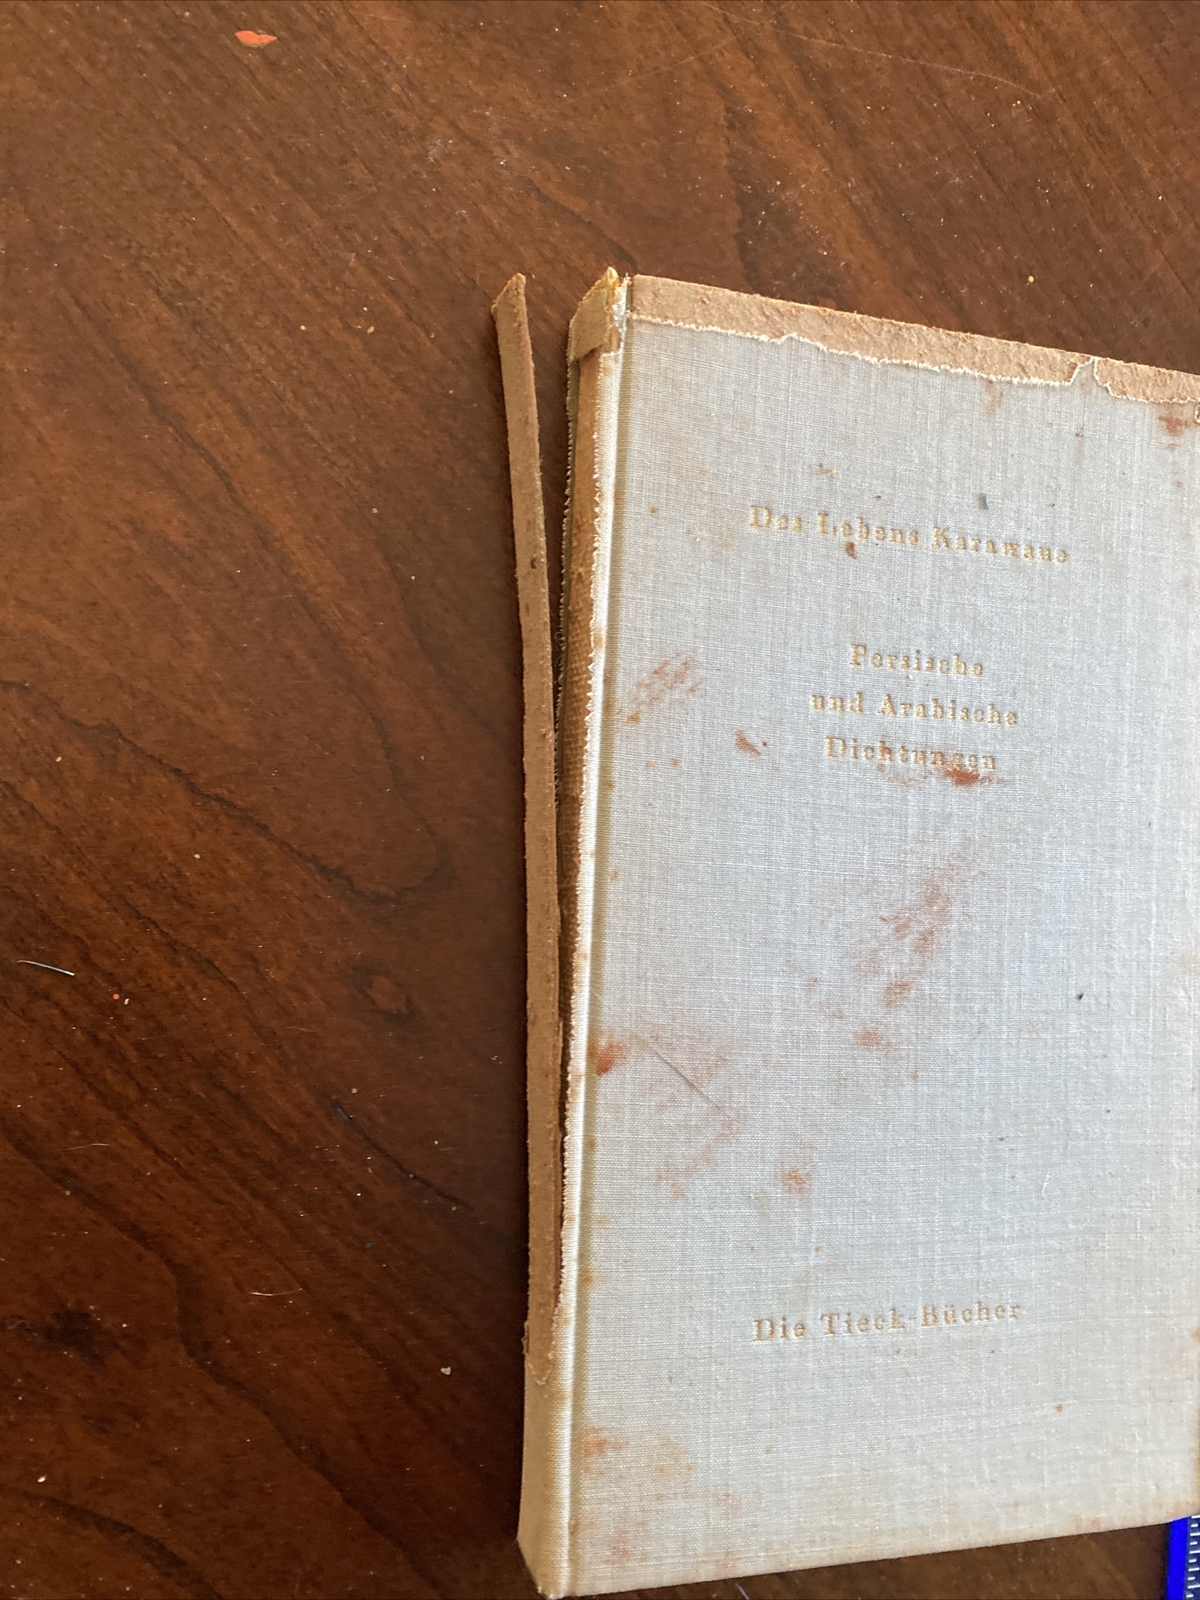 Des Lebens Karawane
Persische
und Arabische
Dichtungen
Die Tieck-Bücher